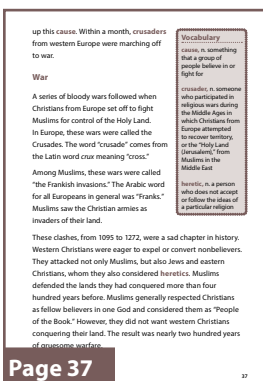 up this cause. Within a month, crusaders
from western Europe were marching off
to war.
War
A series of bloody wars followed when
Christians from Europe set off to fight
Muslims for control of the Holy Land.
In Europe, these wars were called the
Crusades. The word "crusade" comes from
the Latin word crux meaning "cross."
Among Muslims, these wars were called
"the Frankish invasions." The Arabic word
for all Europeans in general was "Franks."
Muslims saw the Christian armies as
invaders of their land.
Vocabulary
cause, n. something
that a group of
people believe in or
fight for
crusader, n. someone
who participated in
religious wars during
the Middle Ages in
which Christians from
Europe attempted
to recover territory,
or the "Holy Land
(Jerusalem)," from
Muslims in the
Middle East
heretic, n. a person
who does not accept
or follow the ideas of
a particular religion
These clashes, from 1095 to 1272, were a sad chapter in history.
Western Christians were eager to expel or convert nonbelievers.
They attacked not only Muslims, but also Jews and eastern
Christians, whom they also considered heretics. Muslims
defended the lands they had conquered more than four
hundred years before. Muslims generally respected Christians
as fellow believers in one God and considered them as "People
of the Book." However, they did not want western Christians
conquering their land. The result was nearly two hundred years
of gruesome warfare.
Page 37
37